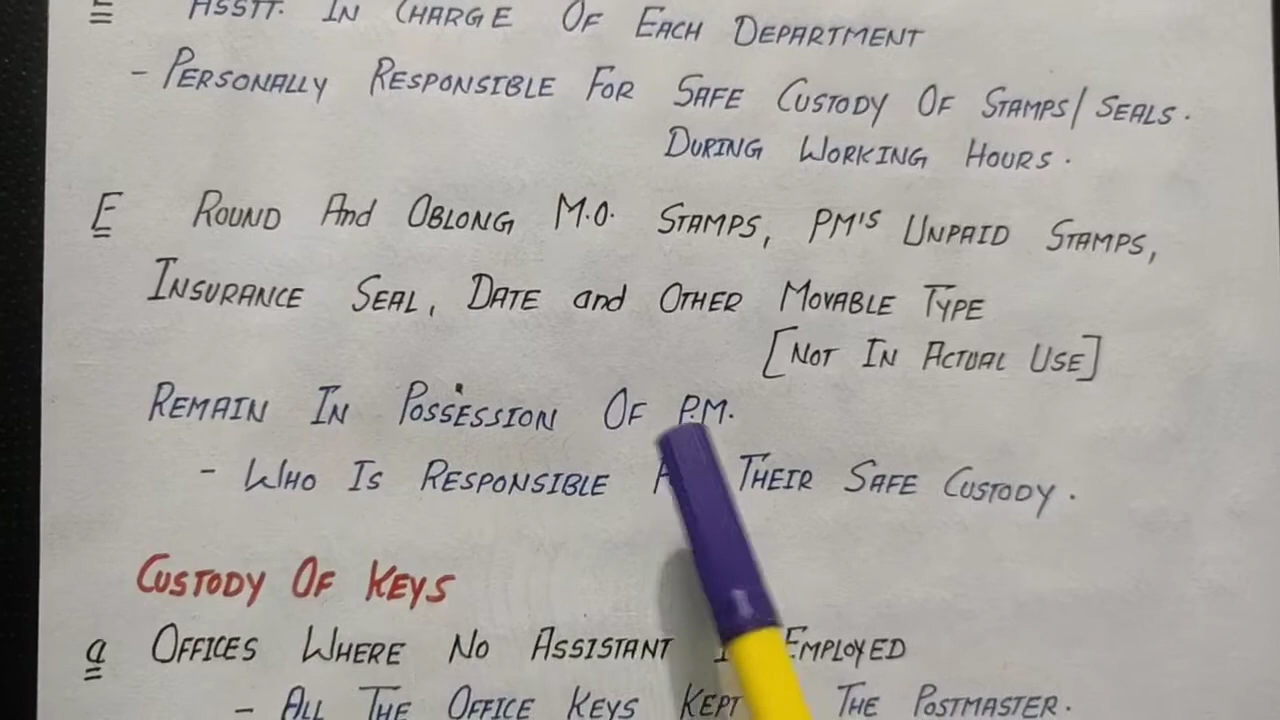 E ASSTT. IN CHARGE OF EACH DEPARTMENT
- PERSONALLY RESPONSIBLE FOR SAFE CUSTODY OF STAMPS/SEALS.
DURING WORKING HOURS.
F ROUND And OBLONG M.O. STAMPS, PM'S UNPAID STAMPS,
INSURANCE SEAL, DATE and OTHER MOVABLE TYPE
[NOT IN ACTUAL USE]
REMAIN IN POSSESSION OF P.M.
- WHO IS RESPONSIBLE THEIR SAFE CUSTODY.
CUSTODY OF KEYS
a OFFICES WHERE NO ASSISTANT EMPLOYED
- ALL THE OFFICE KEYS KEPT THE POSTMASTER.